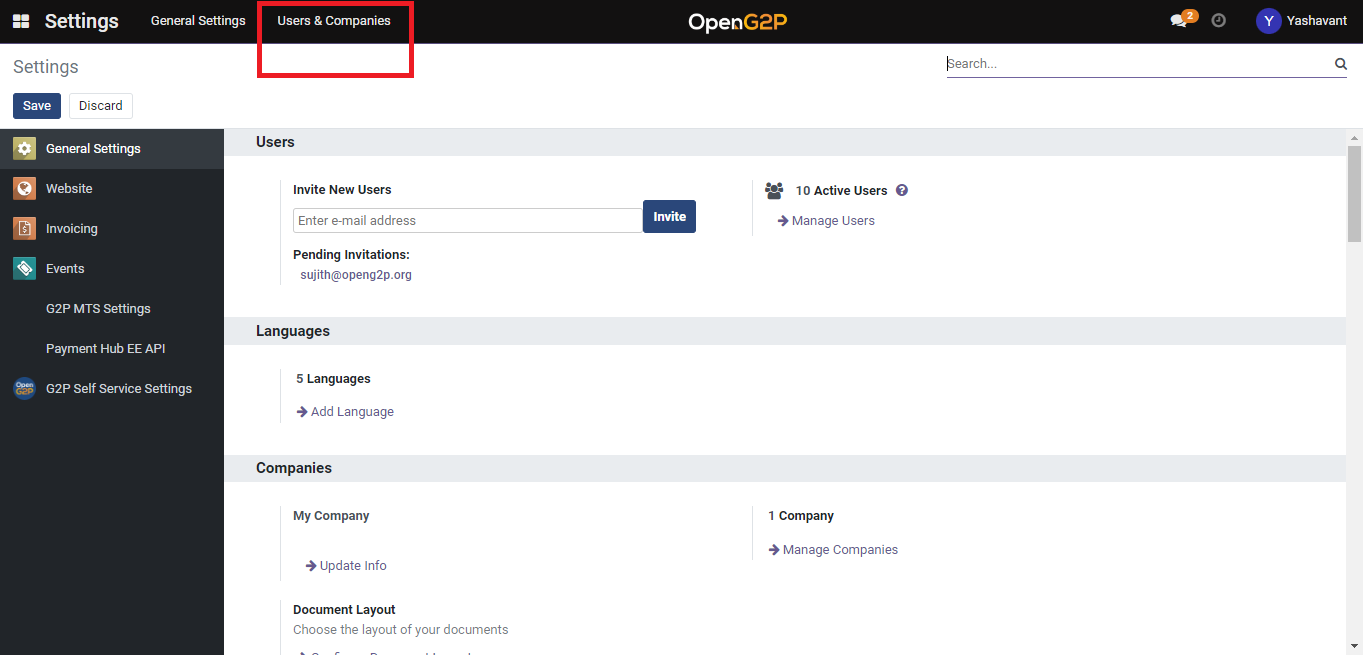 Settings General Settings Users & Companies OpenG2P 2 Y Yashavant
Settings Search...
Save Discard
General Settings
Website
Invoicing
Events
G2P MTS Settings
Payment Hub EE API
Open G2P G2P Self Service Settings
Users
Invite New Users
Enter e-mail address Invite
Pending Invitations:
sujith@openg2p.org
10 Active Users ?
Manage Users
Languages
5 Languages
Add Language
Companies
My Company
Update Info
1 Company
Manage Companies
Document Layout
Choose the layout of your documents